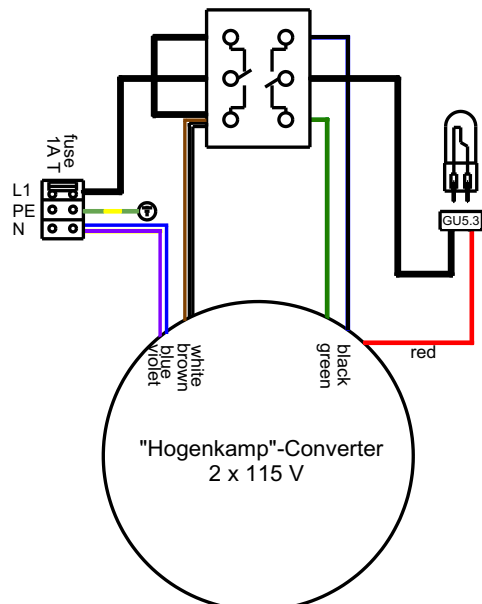 fuse
1A T
L1
PE
N
GU5.3
white
brown
blue
violet
black
green
red
"Hogenkamp"-Converter
2 x 115 V